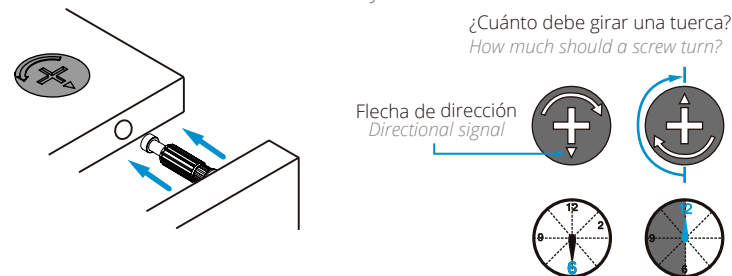 ¿Cuánto debe girar una tuerca?
How much should a screw turn?
Flecha de dirección
Directional signal
12
2
9
6
12
9
6